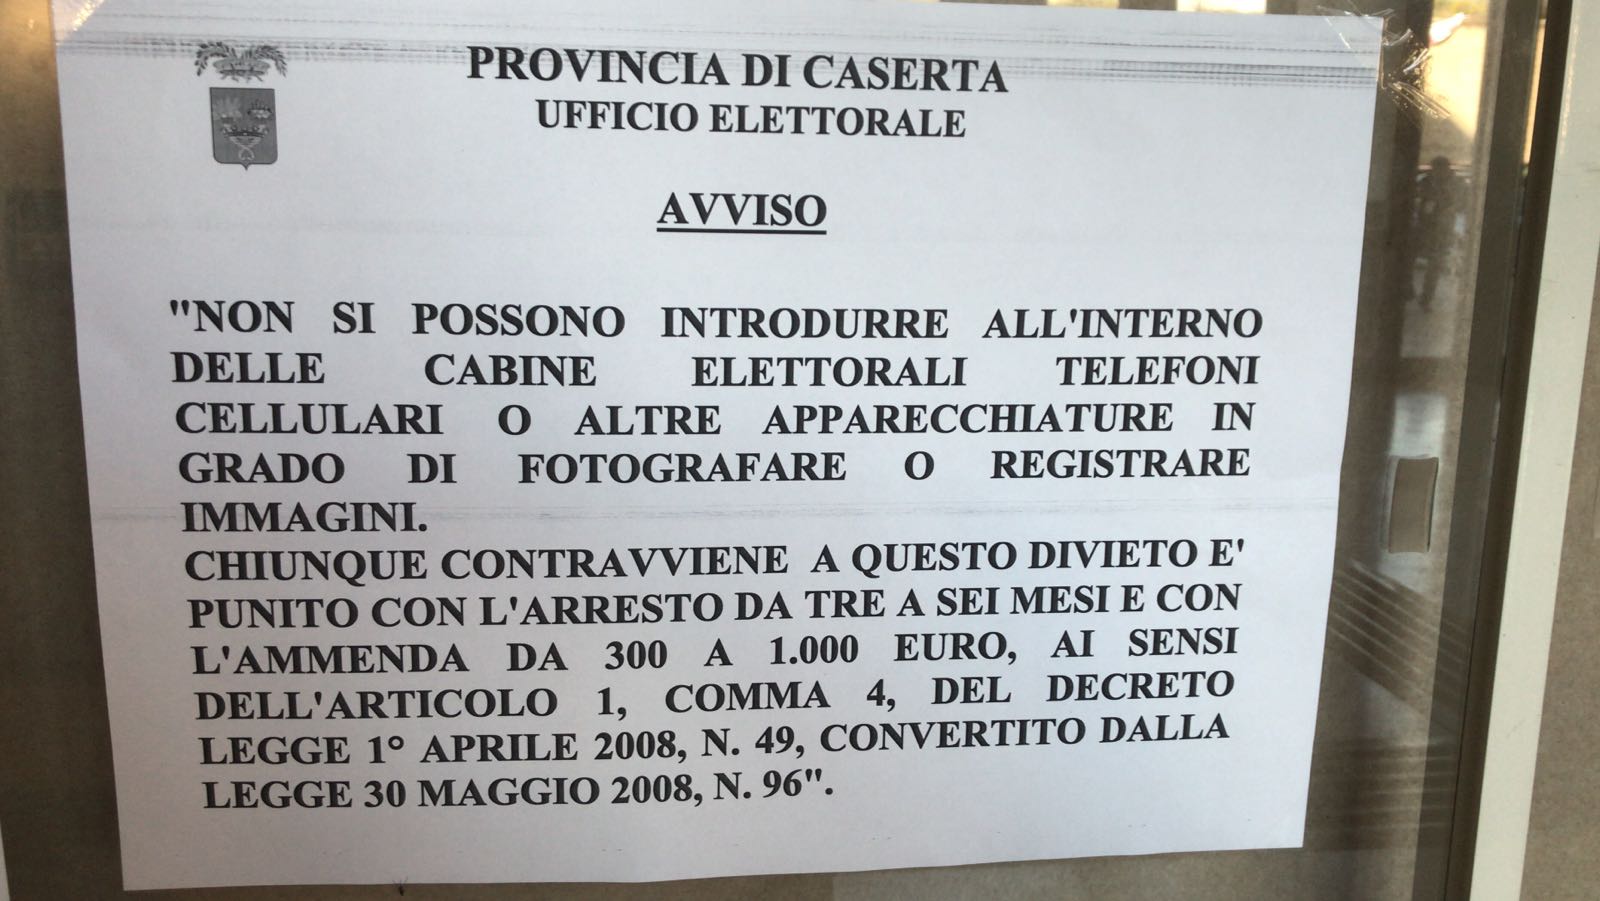 PROVINCIA DI CASERTA
UFFICIO ELETTORALE
AVVISO
"NON SI POSSONO INTRODURRE ALL'INTERNO
DELLE CABINE ELETTORALI TELEFONI
CELLULARI O ALTRE APPARECCHIATURE IN
GRADO DI FOTOGRAFARE O REGISTRARE
IMMAGINI.
CHIUNQUE CONTRAVVIENE A QUESTO DIVIETO E'
PUNITO CON L'ARRESTO DA TRE A SEI MESI E CON
L'AMMENDA DA 300 A 1.000 EURO, AI SENSI
DELL'ARTICOLO 1, COMMA 4, DEL DECRETO
LEGGE 1° APRILE 2008, N. 49, CONVERTITO DALLA
LEGGE 30 MAGGIO 2008, N. 96".